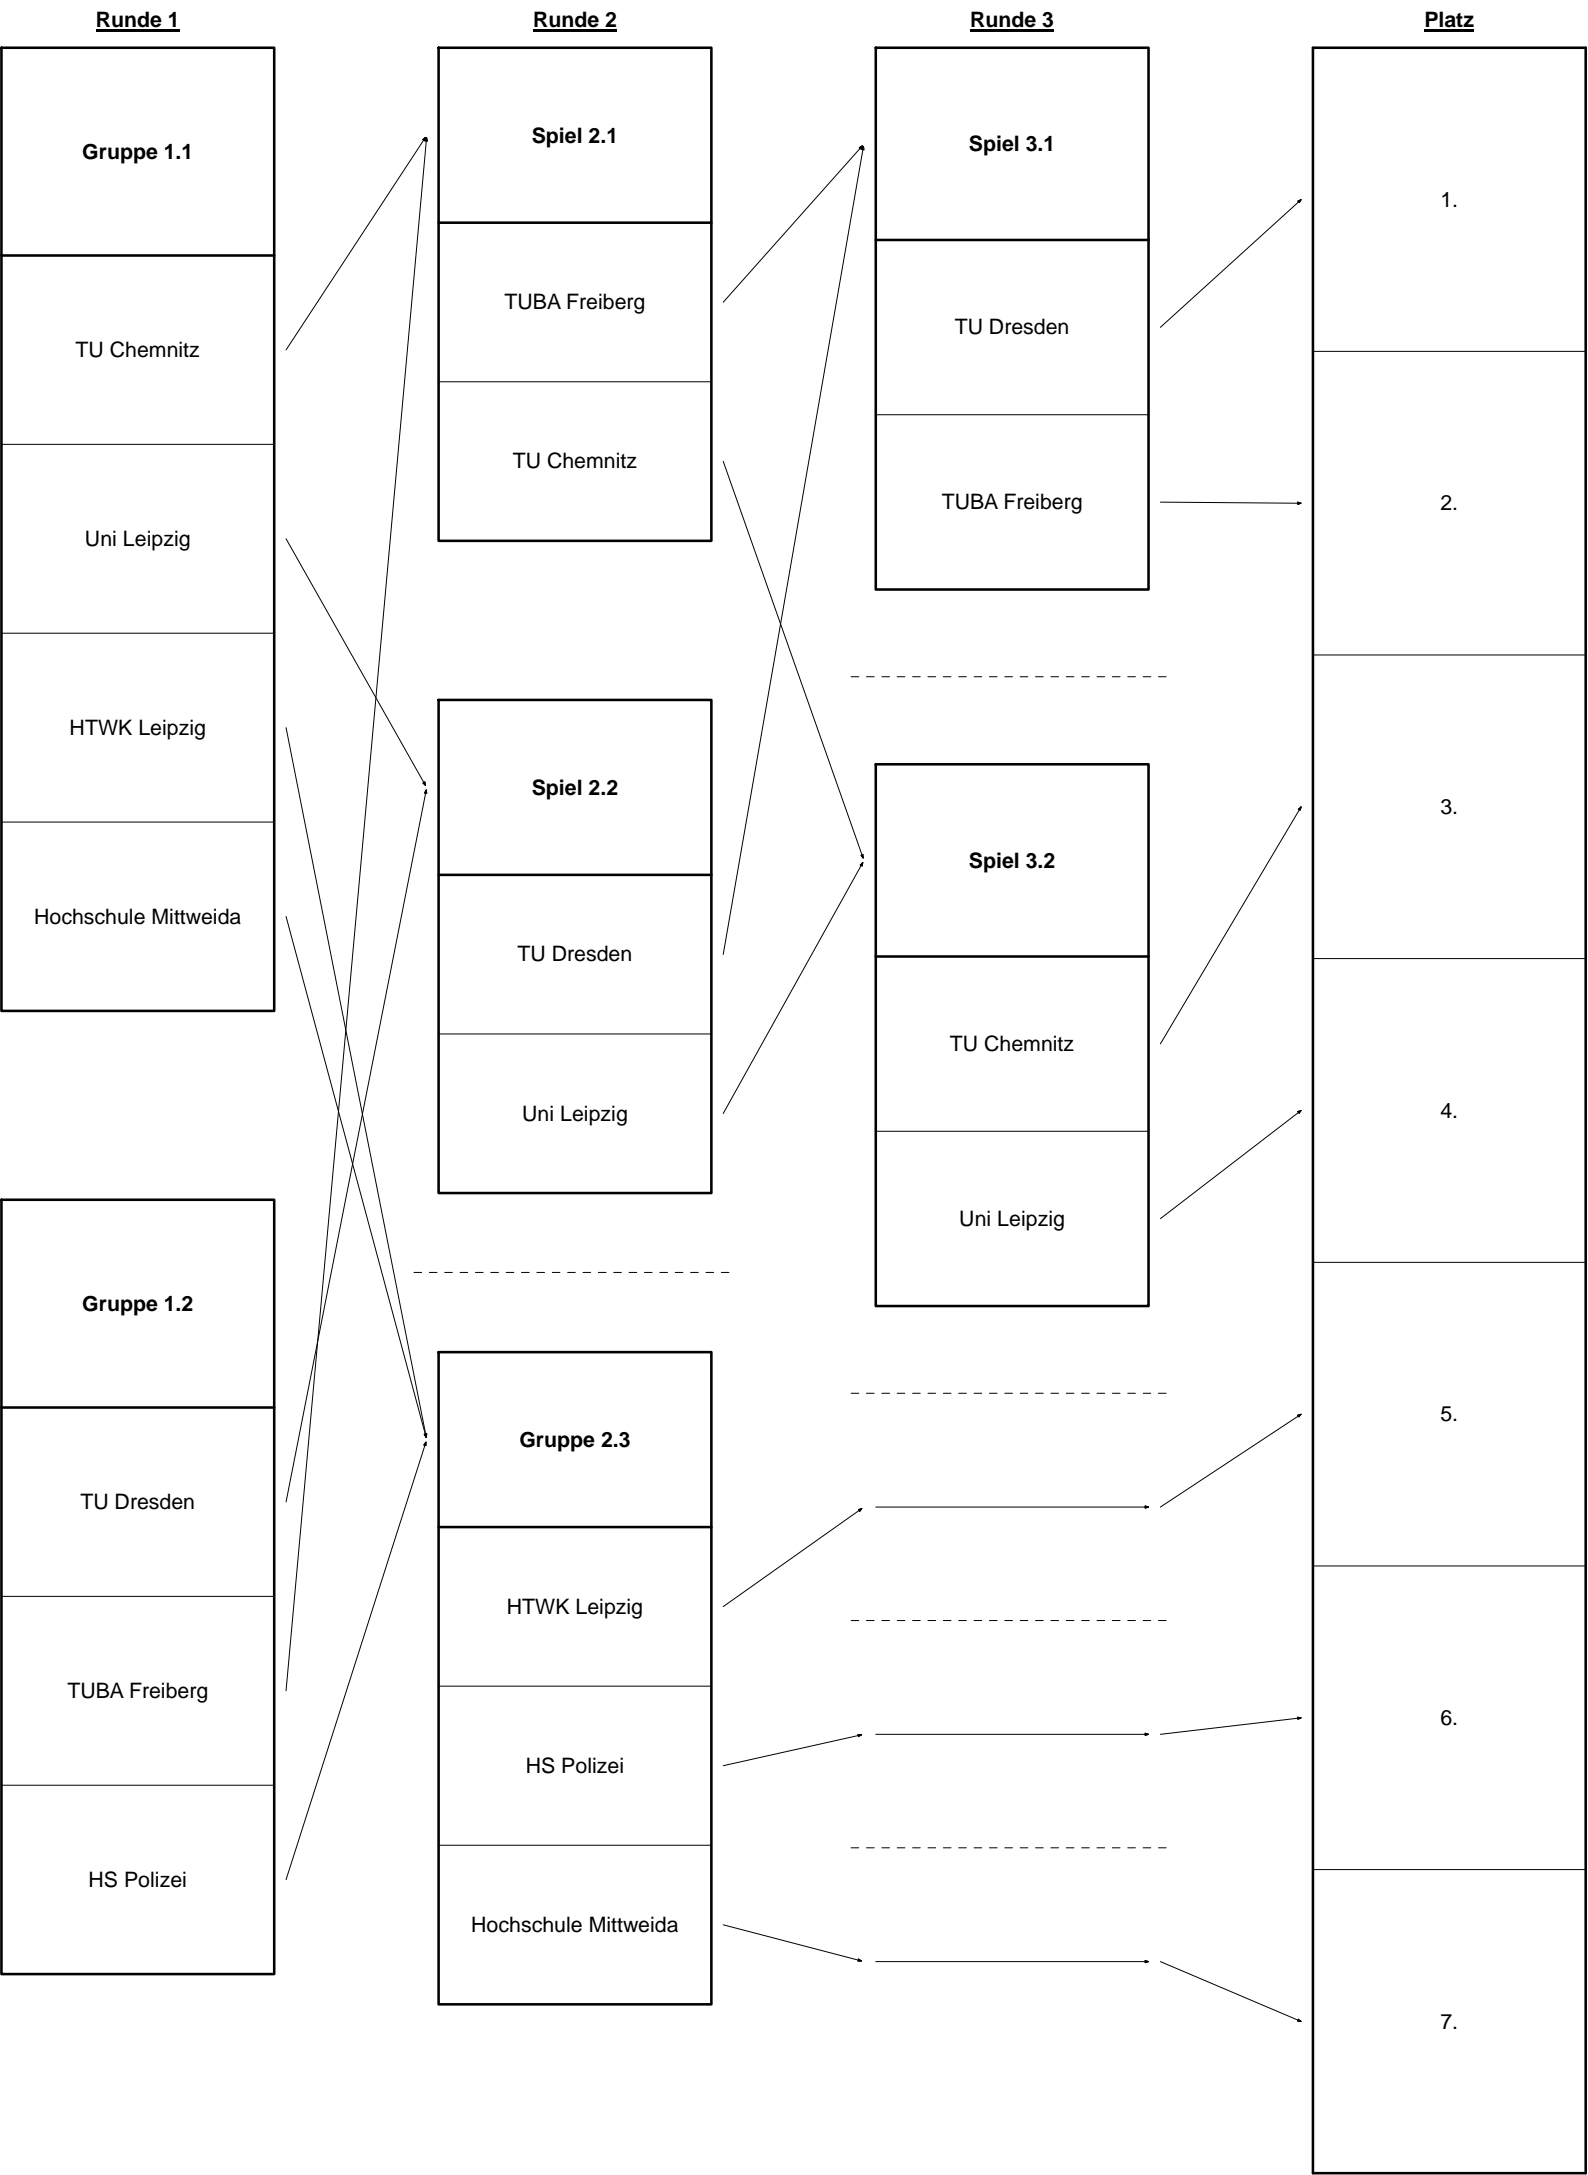 Runde 1
Gruppe 1.1
TU Chemnitz
Uni Leipzig
HTWK Leipzig
Hochschule Mittweida
Gruppe 1.2
TU Dresden
TUBA Freiberg
HS Polizei
Runde 2
Spiel 2.1
TUBA Freiberg
TU Chemnitz
Spiel 2.2
TU Dresden
Uni Leipzig
Gruppe 2.3
HTWK Leipzig
HS Polizei
Hochschule Mittweida
Runde 3
Spiel 3.1
TU Dresden
TUBA Freiberg
Spiel 3.2
TU Chemnitz
Uni Leipzig
Platz
1.
2.
3.
4.
5.
6.
7.